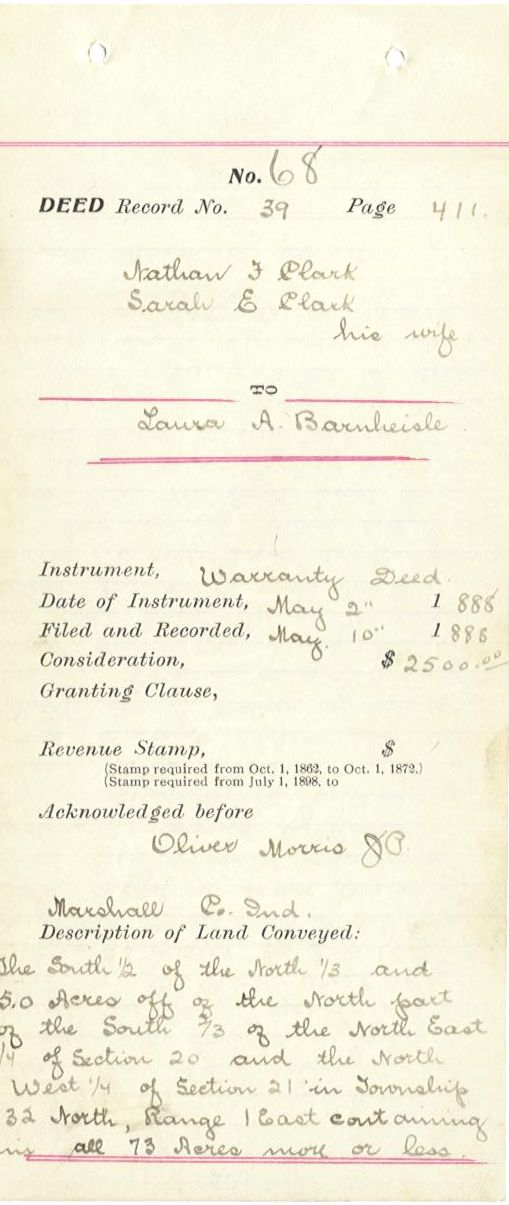 No. 68
DEED Record No. 39 Page 411.
Nathan F Clark
Sarah E Clark
his wife
TO
Laura A. Barnheisle.
Instrument, Warranty Deed.
Date of Instrument, May 2" 1888
Filed and Recorded, May. 10" 1888
Consideration, $2500.00
Granting Clause,
Revenue Stamp, $
(Stamp required from Oct. 1, 1862, to Oct. 1, 1872.)
(Stamp required from July 1, 1898, to
Acknowledged before
Oliver Morris JP.
Marshall Co. Ind.
Description of Land Conveyed:
The South 1/2 of the North 1/3 and
50 Acres off of the North part
of the South 2/3 of the North East
1/4 of Section 20 and the North
West 1/4 of Section 21 in Township
32 North, Range 1 East containing
in all 73 Acres more or less.